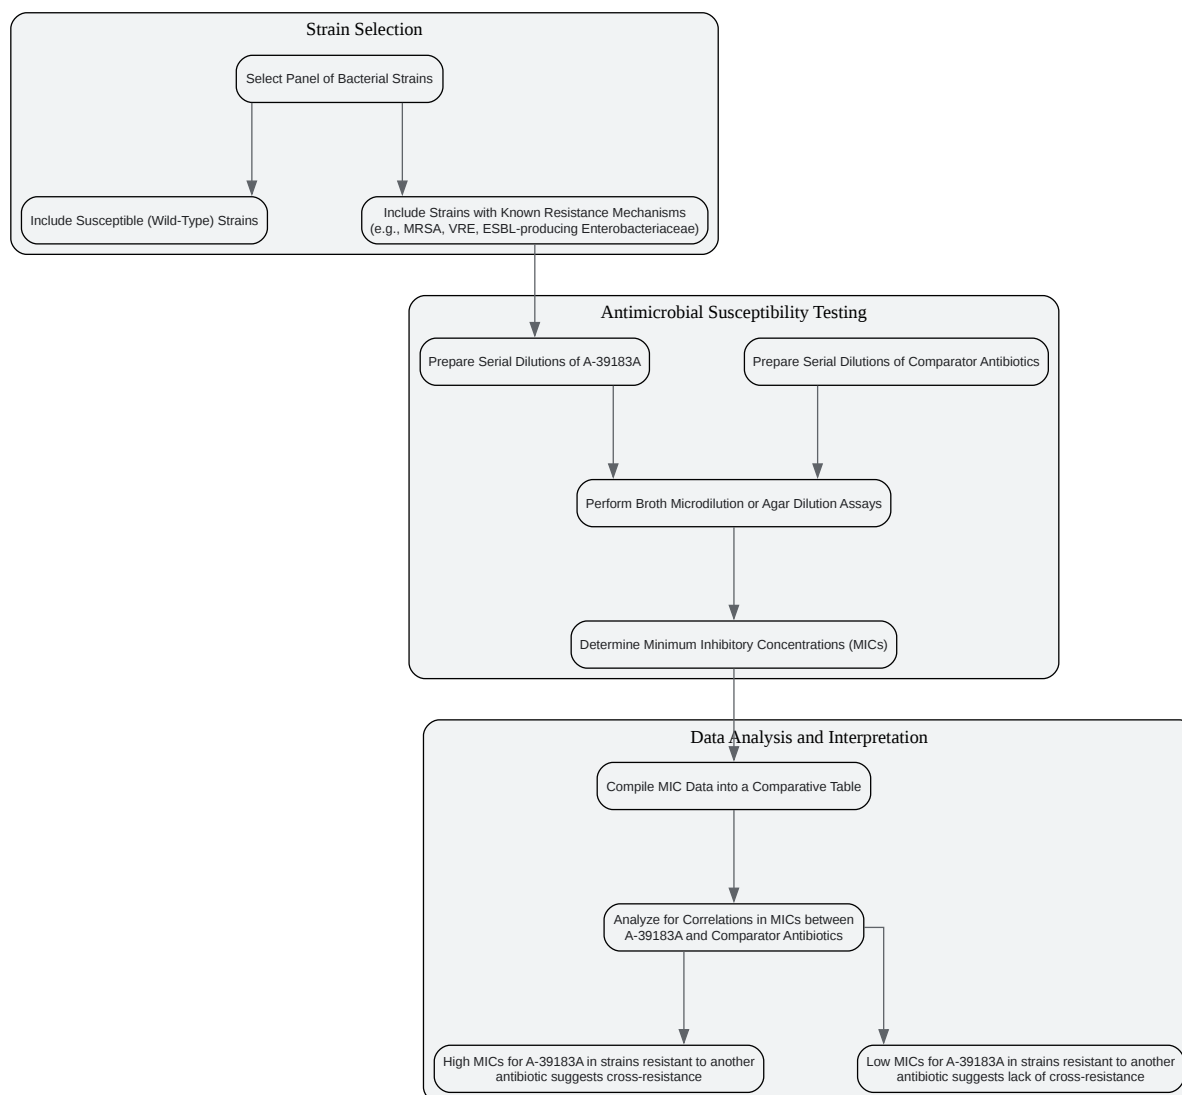 Strain Selection
Select Panel of Bacterial Strains
Include Susceptible (Wild-Type) Strains
Include Strains with Known Resistance Mechanisms
(e.g., MRSA, VRE, ESBL-producing Enterobacteriaceae)
Antimicrobial Susceptibility Testing
Prepare Serial Dilutions of A-39183A
Prepare Serial Dilutions of Comparator Antibiotics
Perform Broth Microdilution or Agar Dilution Assays
Determine Minimum Inhibitory Concentrations (MICs)
Data Analysis and Interpretation
Compile MIC Data into a Comparative Table
Analyze for Correlations in MICs between
A-39183A and Comparator Antibiotics
High MICs for A-39183A in strains resistant to another
antibiotic suggests cross-resistance
Low MICs for A-39183A in strains resistant to another
antibiotic suggests lack of cross-resistance